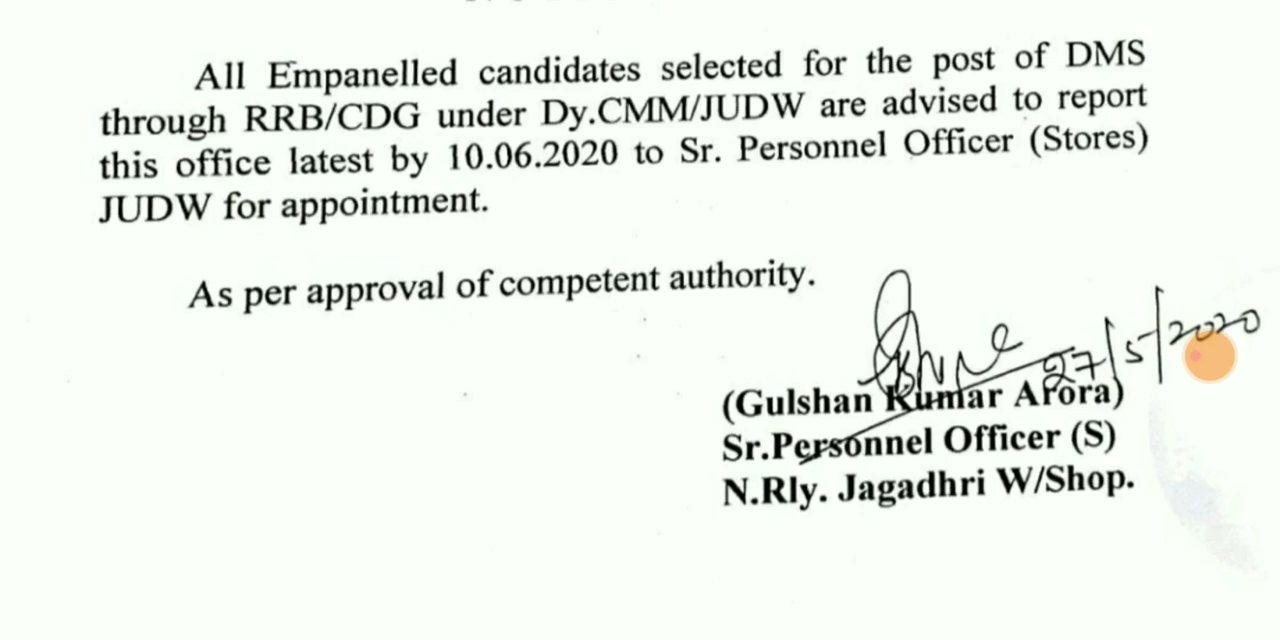 All Empanelled candidates selected for the post of DMS
through RRB/CDG under Dy.CMM/JUDW are advised to report
this office latest by 10.06.2020 to Sr. Personnel Officer (Stores)
JUDW for appointment.
As per approval of competent authority.
27/5/2020
(Gulshan Kumar Arora)
Sr.Personnel Officer (S)
N.Rly. Jagadhri W/Shop.